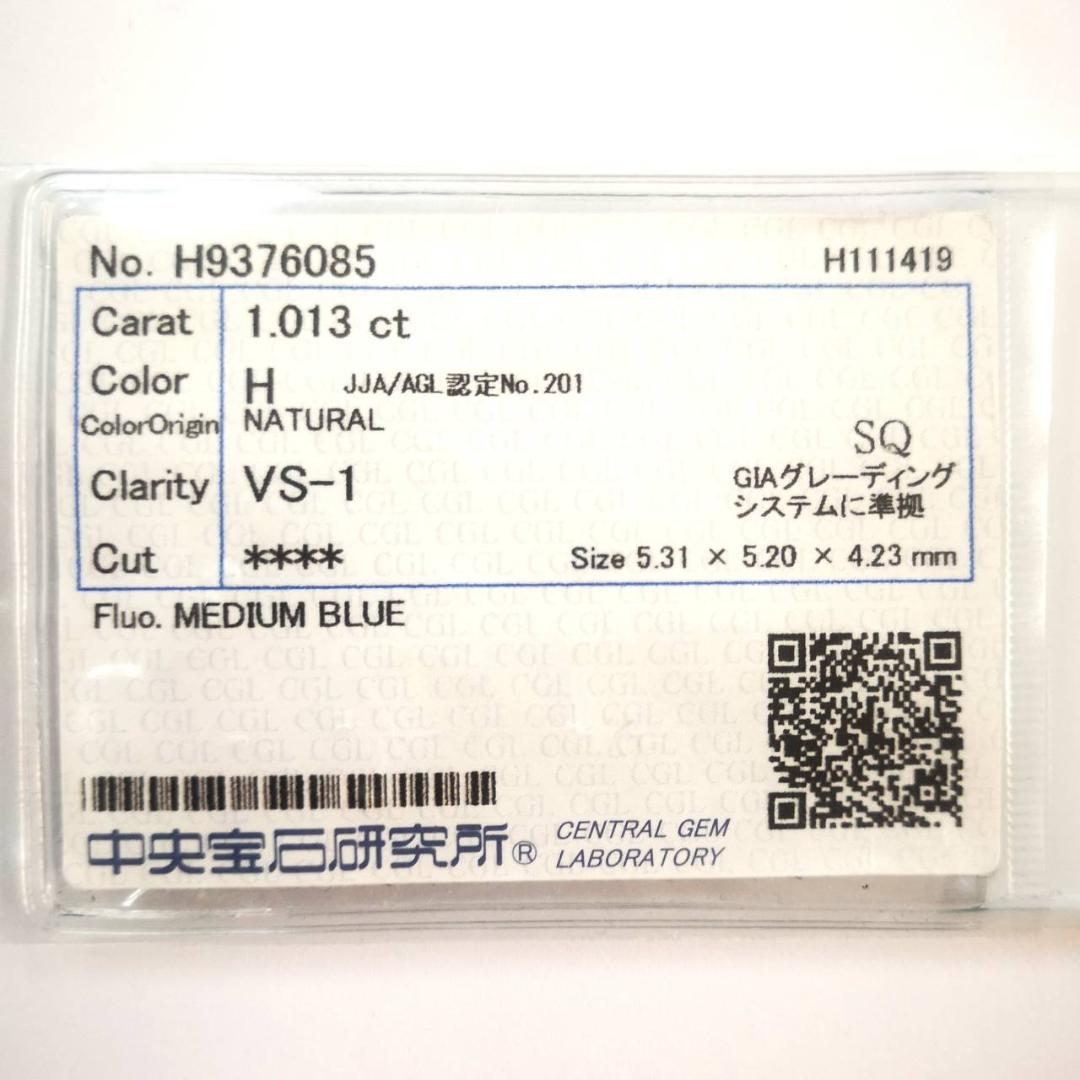 No. H9376085 H111419
Carat 1.013 ct
Color H JJA/AGL認定No.201
ColorOrigin NATURAL
SQ
Clarity VS-1 GIAグレーディング
システムに準拠
Cut **** Size 5.31 × 5.20 × 4.23 mm
Fluo. MEDIUM BLUE
中央宝石研究所® CENTRAL GEM
LABORATORY